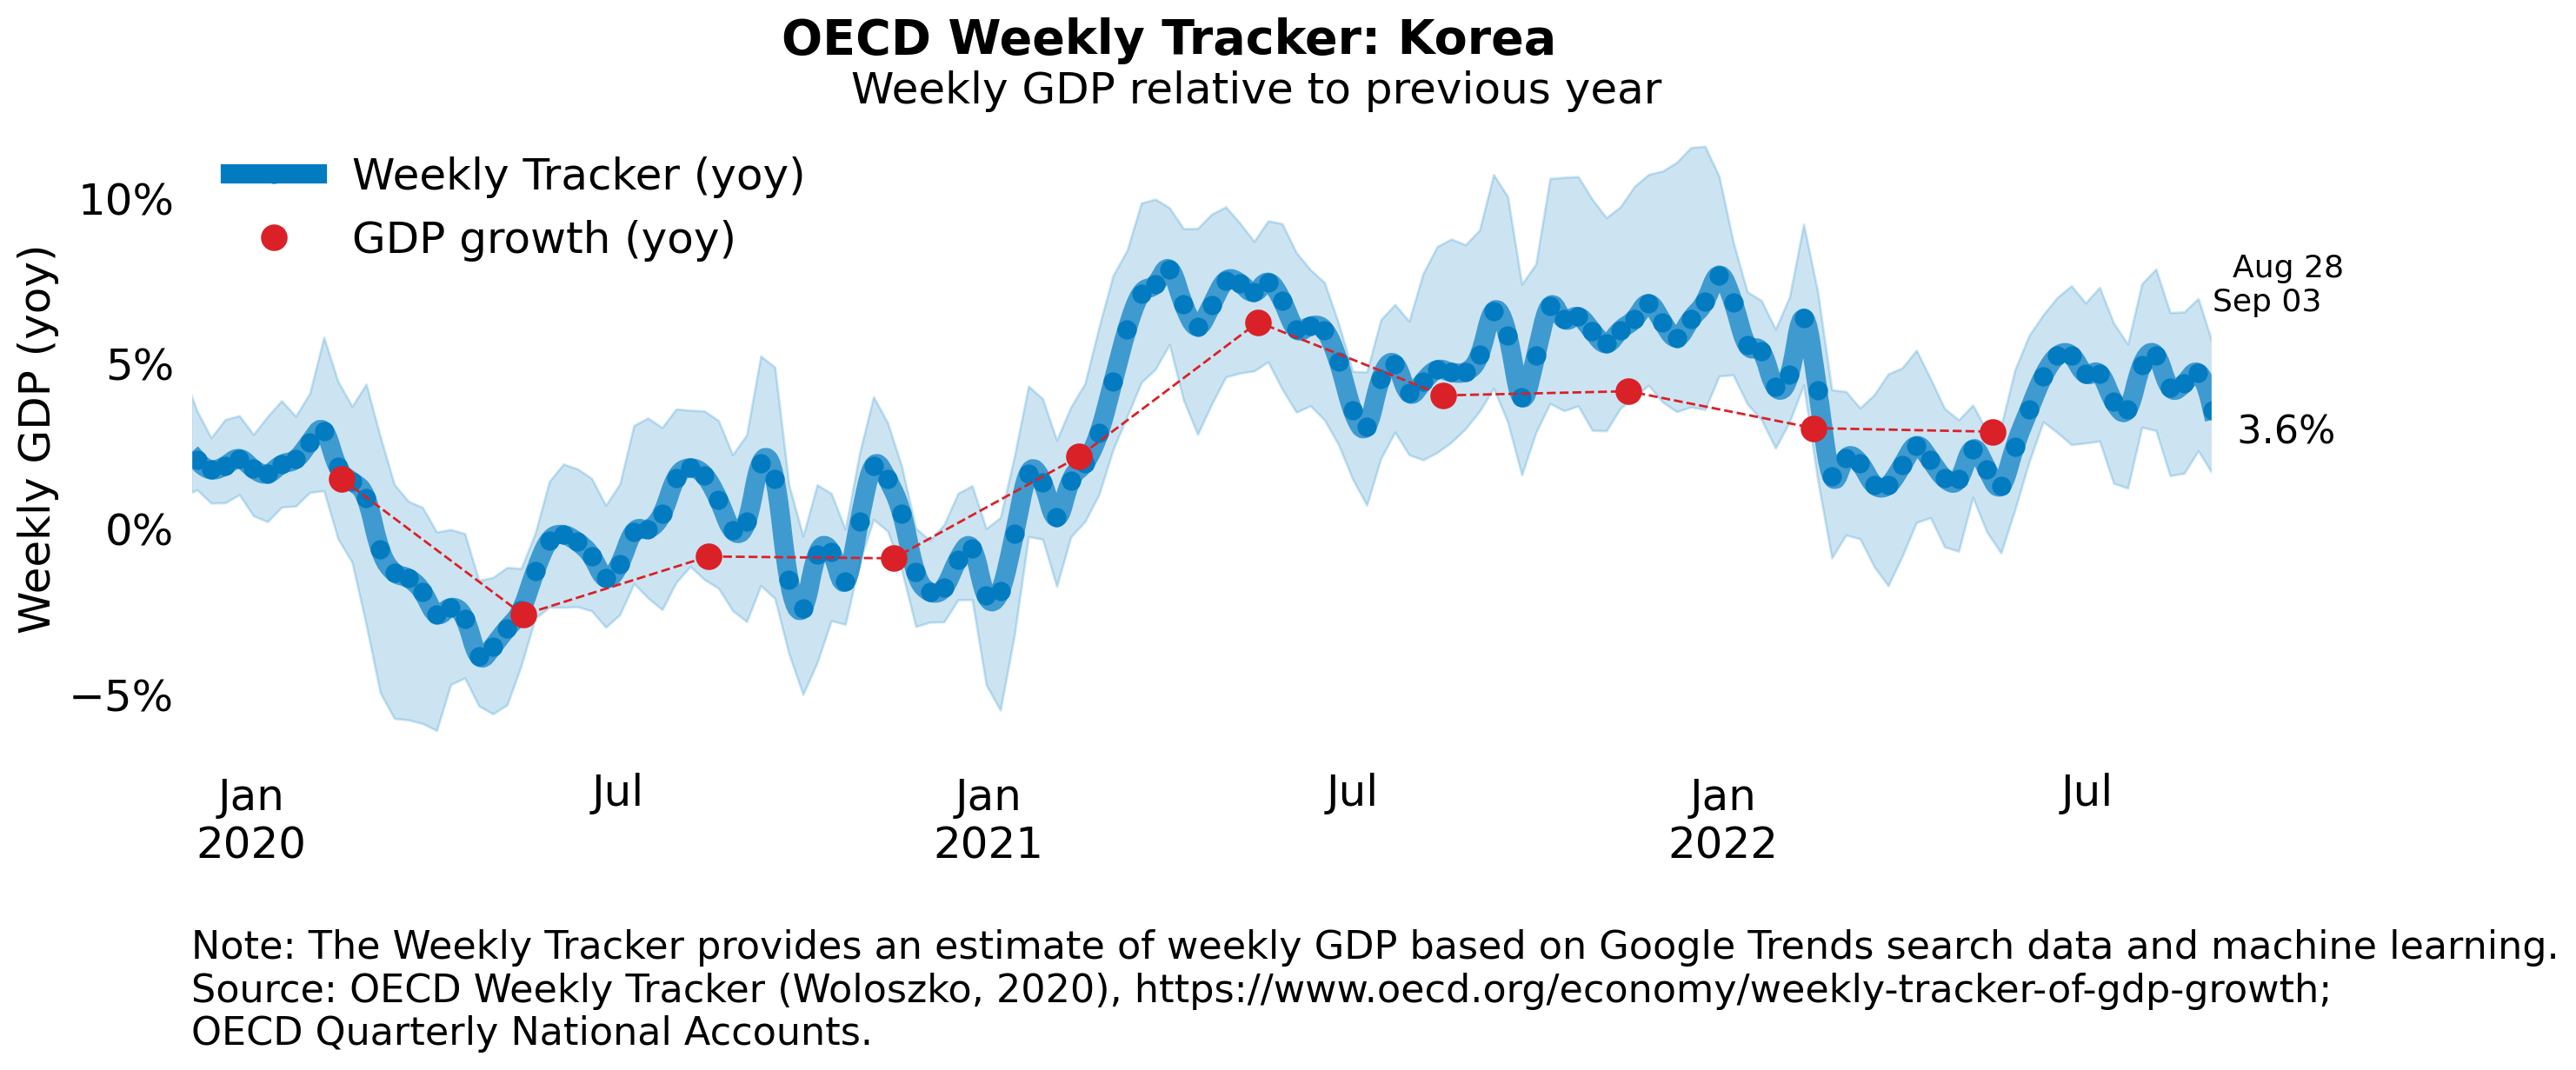 OECD Weekly Tracker: Korea
Weekly GDP relative to previous year
Weekly Tracker (yoy)
GDP growth (yoy)
Weekly GDP (yoy)
10%
5%
0%
−5%
Aug 28
Sep 03
3.6%
Jan
2020
Jul
Jan
2021
Jul
Jan
2022
Jul
Note: The Weekly Tracker provides an estimate of weekly GDP based on Google Trends search data and machine learning.
Source: OECD Weekly Tracker (Woloszko, 2020), https://www.oecd.org/economy/weekly-tracker-of-gdp-growth;
OECD Quarterly National Accounts.